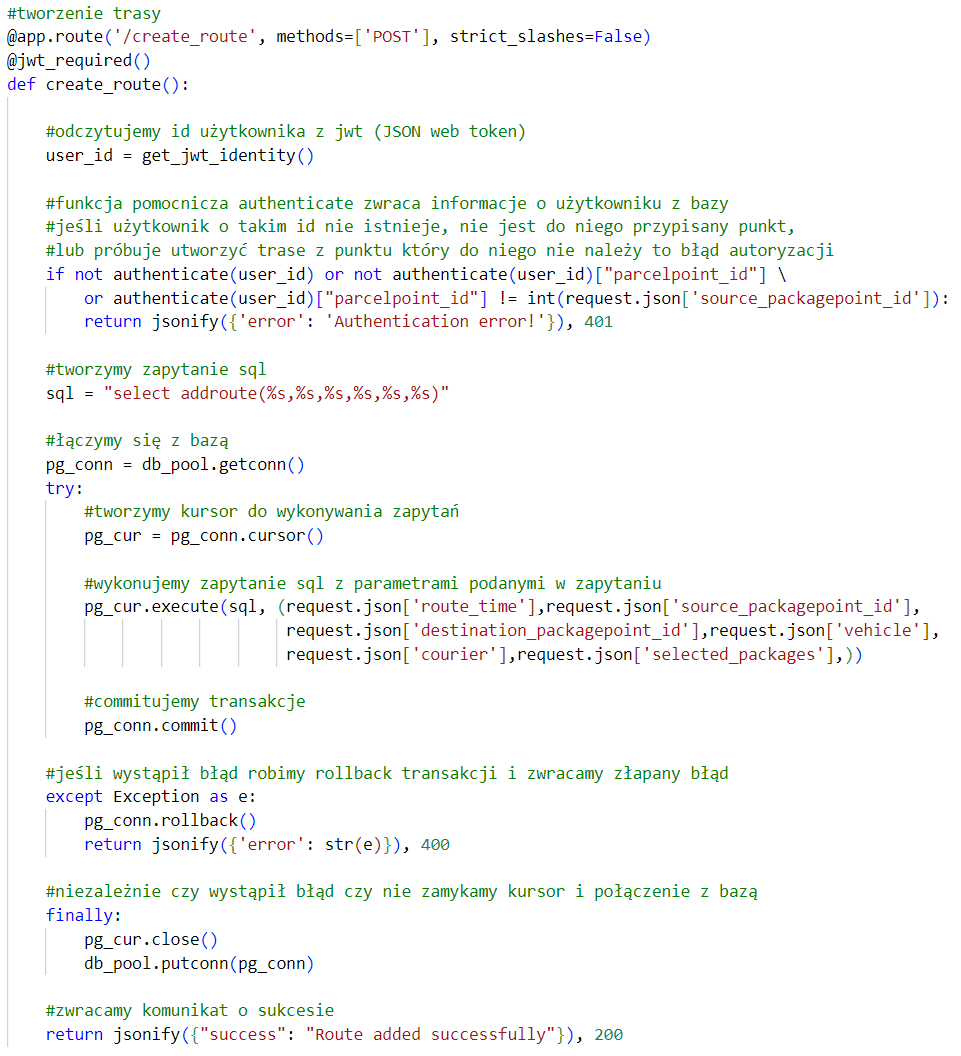 #tworzenie trasy
@app.route('/create_route', methods=['POST'], strict_slashes=False)
@jwt_required()
def create_route():
#odczytujemy id użytkownika z jwt (JSON web token)
user_id = get_jwt_identity()
#funkcja pomocnicza authenticate zwraca informacje o użytkowniku z bazy
#jeśli użytkownik o takim id nie istnieje, nie jest do niego przypisany punkt,
#lub próbuje utworzyć trase z punktu który do niego nie należy to błąd autoryzacji
if not authenticate(user_id) or not authenticate(user_id)["parcelpoint_id"] \
or authenticate(user_id)["parcelpoint_id"] != int(request.json['source_packagepoint_id']):
return jsonify({'error': 'Authentication error!'}), 401
#tworzymy zapytanie sql
sql = "select addroute(%s,%s,%s,%s,%s,%s)"
#łączymy się z bazą
pg_conn = db_pool.getconn()
try:
#tworzymy kursor do wykonywania zapytań
pg_cur = pg_conn.cursor()
#wykonujemy zapytanie sql z parametrami podanymi w zapytaniu
pg_cur.execute(sql, (request.json['route_time'],request.json['source_packagepoint_id'],
request.json['destination_packagepoint_id'],request.json['vehicle'],
request.json['courier'],request.json['selected_packages'],))
#commitujemy transakcje
pg_conn.commit()
#jeśli wystąpił błąd robimy rollback transakcji i zwracamy złapany błąd
except Exception as e:
pg_conn.rollback()
return jsonify({'error': str(e)}), 400
#niezależnie czy wystąpił błąd czy nie zamykamy kursor i połączenie z bazą
finally:
pg_cur.close()
db_pool.putconn(pg_conn)
#zwracamy komunikat o sukcesie
return jsonify({"success": "Route added successfully"}), 200